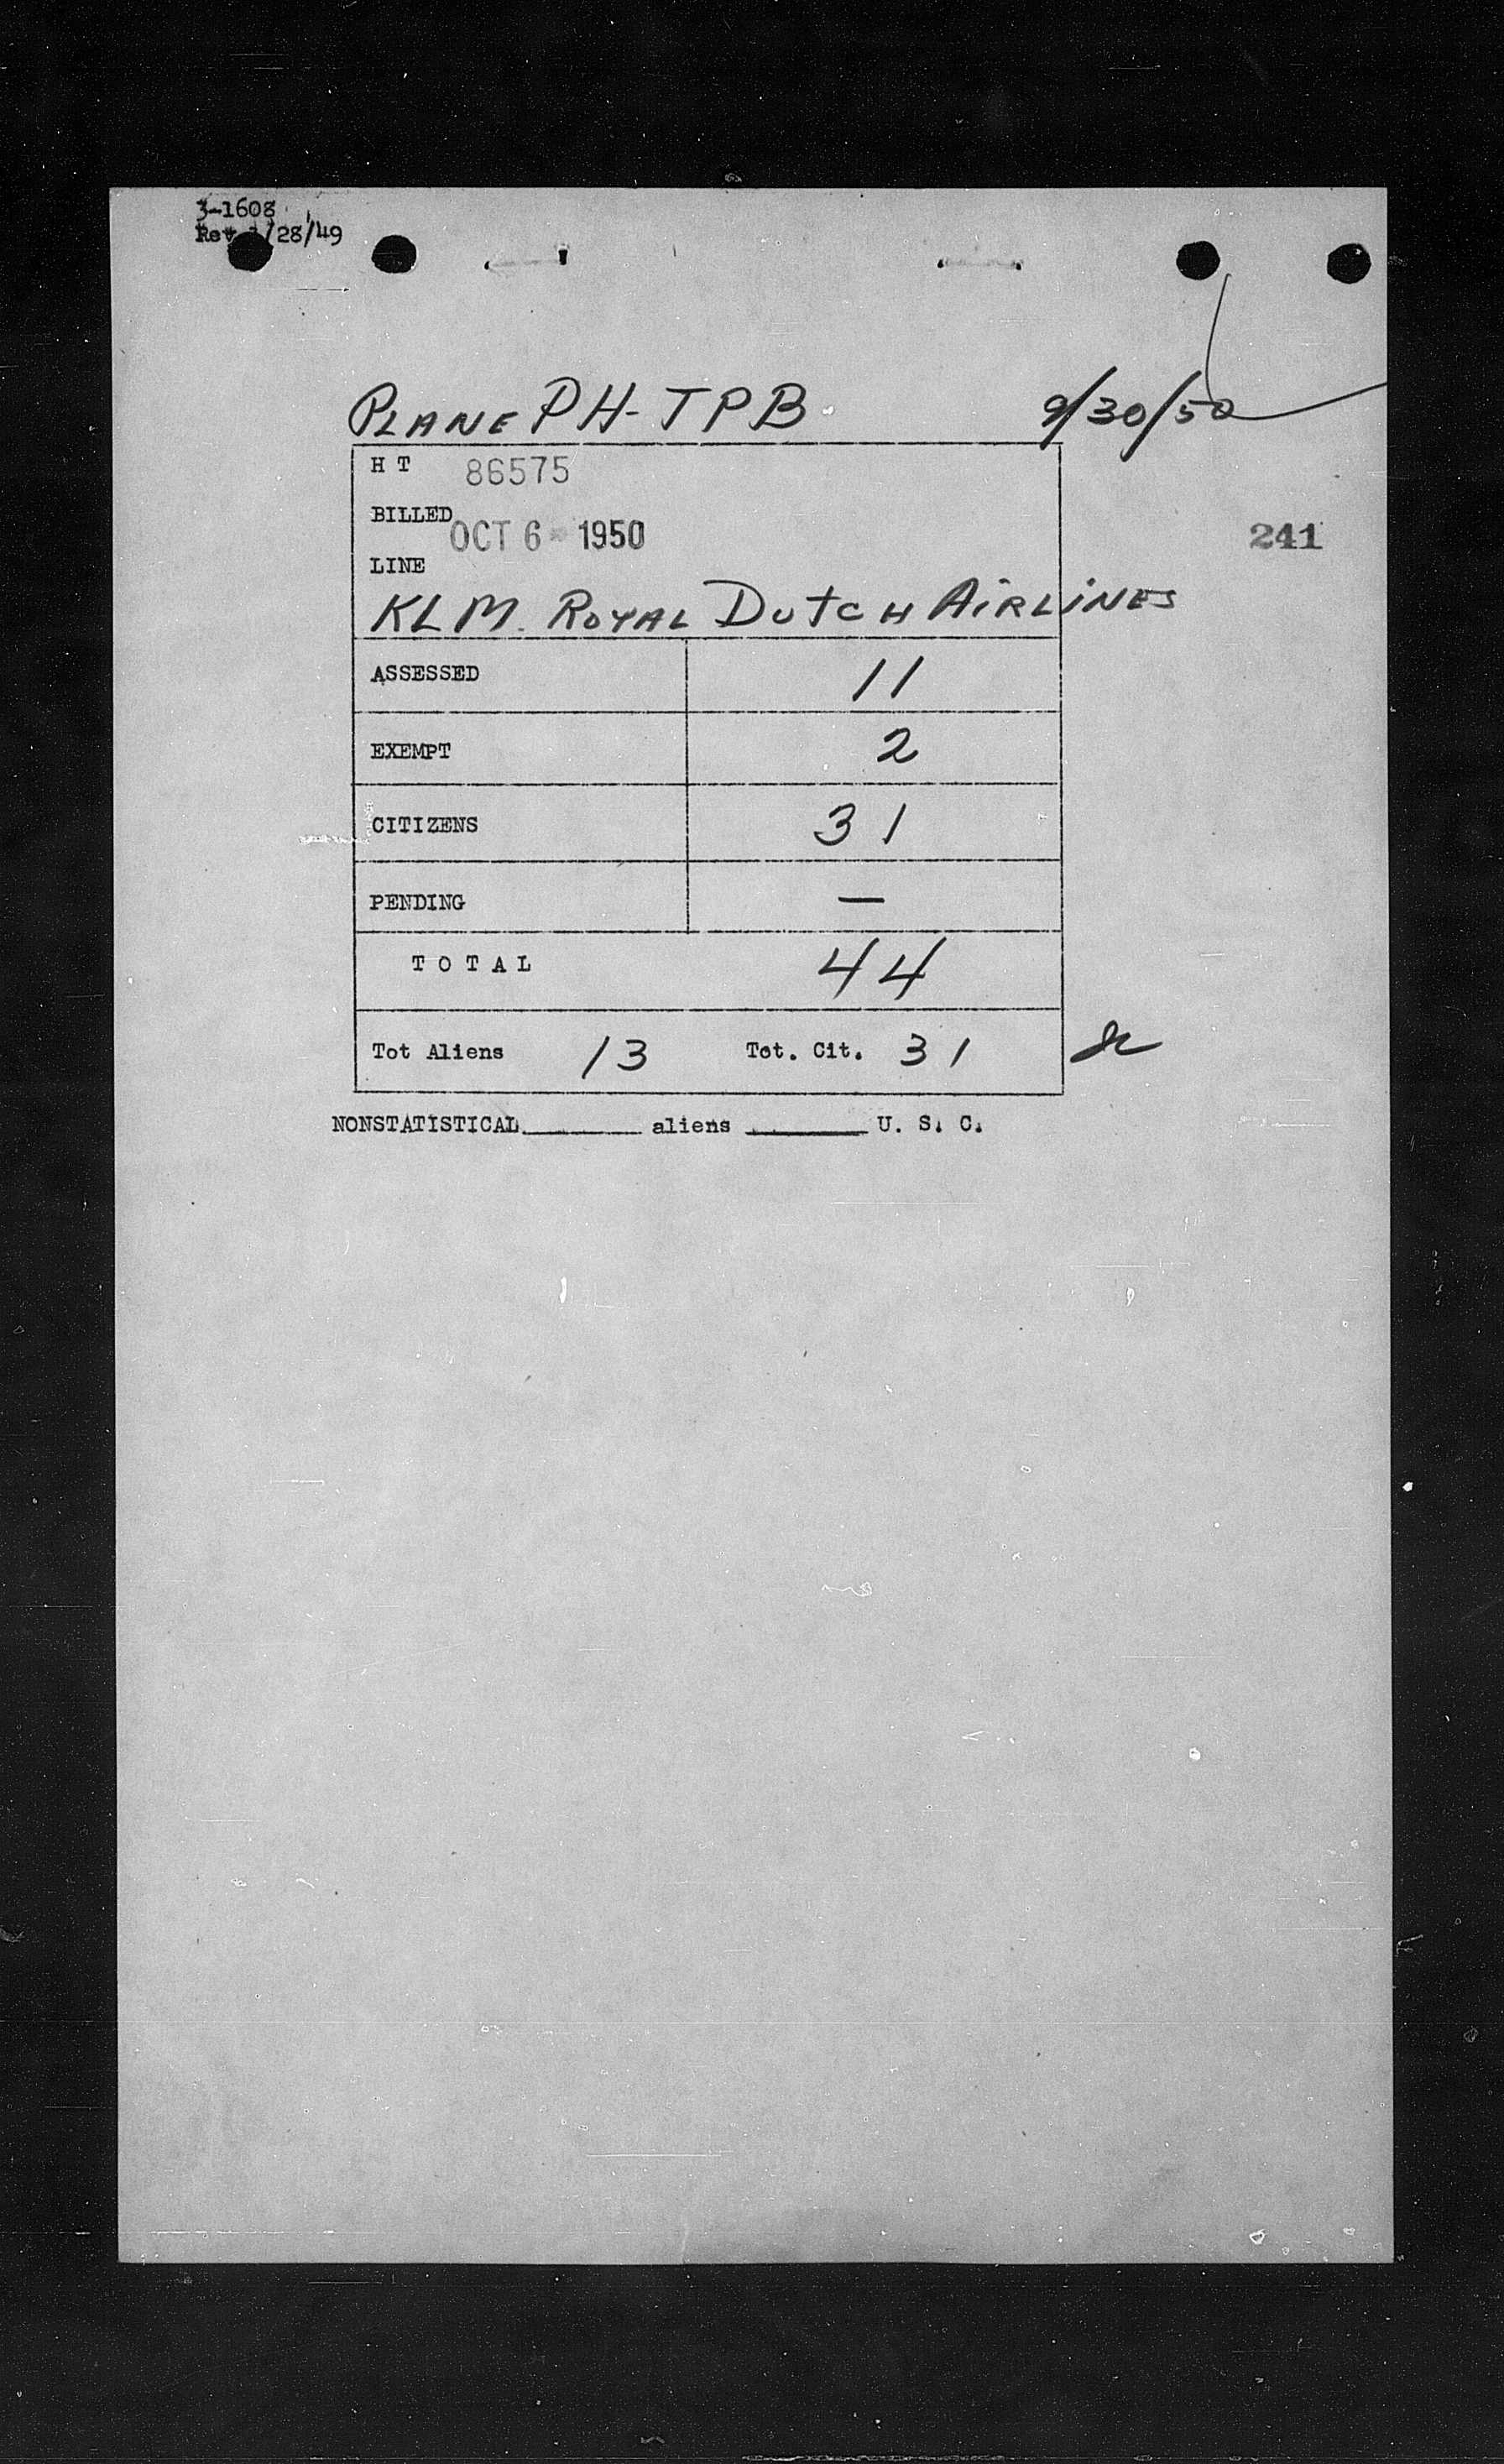 3-1608
Rev /28/49
PLANE PH-TPB 9/30/50
H T 86575
BILLED OCT 6 1950
241
LINE
KLM. ROYAL DUTCH AIRLINES
ASSESSED 11
EXEMPT 2
CITIZENS 31
PENDING —
TOTAL 44
Tot Aliens 13 Tot. Cit. 31
NONSTATISTICAL______ aliens ______ U. S. C.